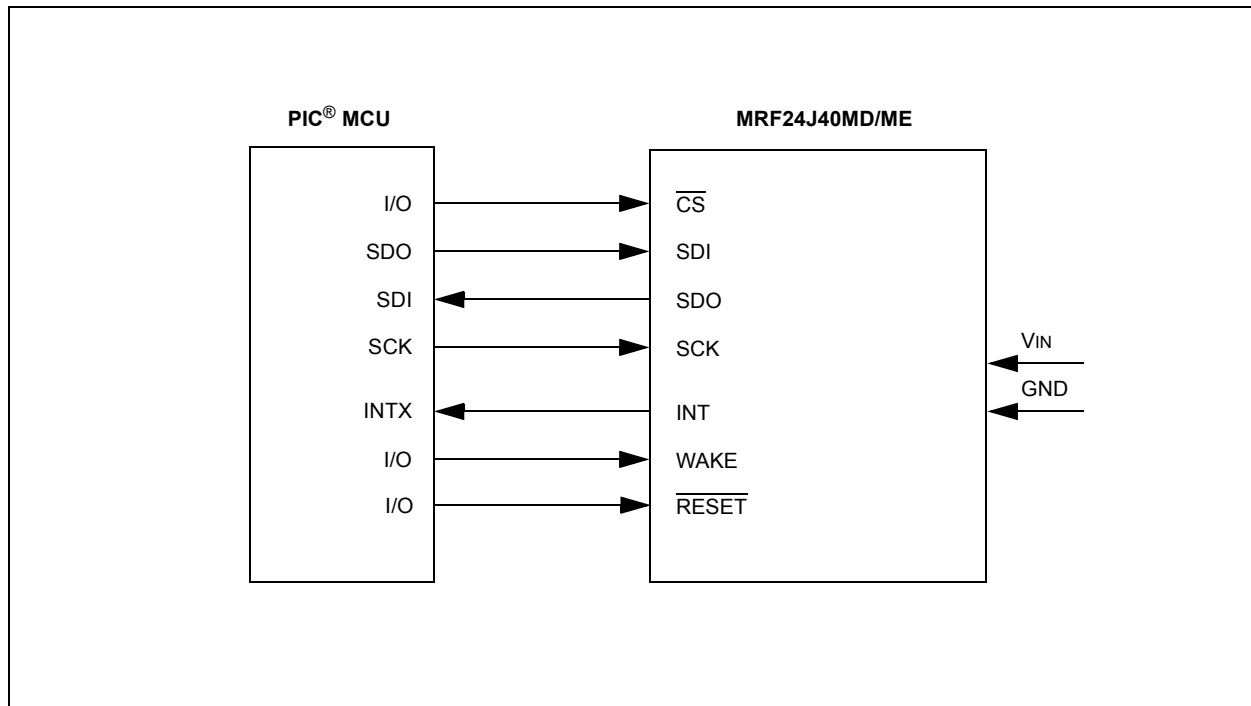 PIC® MCU
MRF24J40MD/ME
I/O
CS
SDO
SDI
SDI
SDO
SCK
SCK
VIN
GND
INTX
INT
I/O
WAKE
I/O
RESET